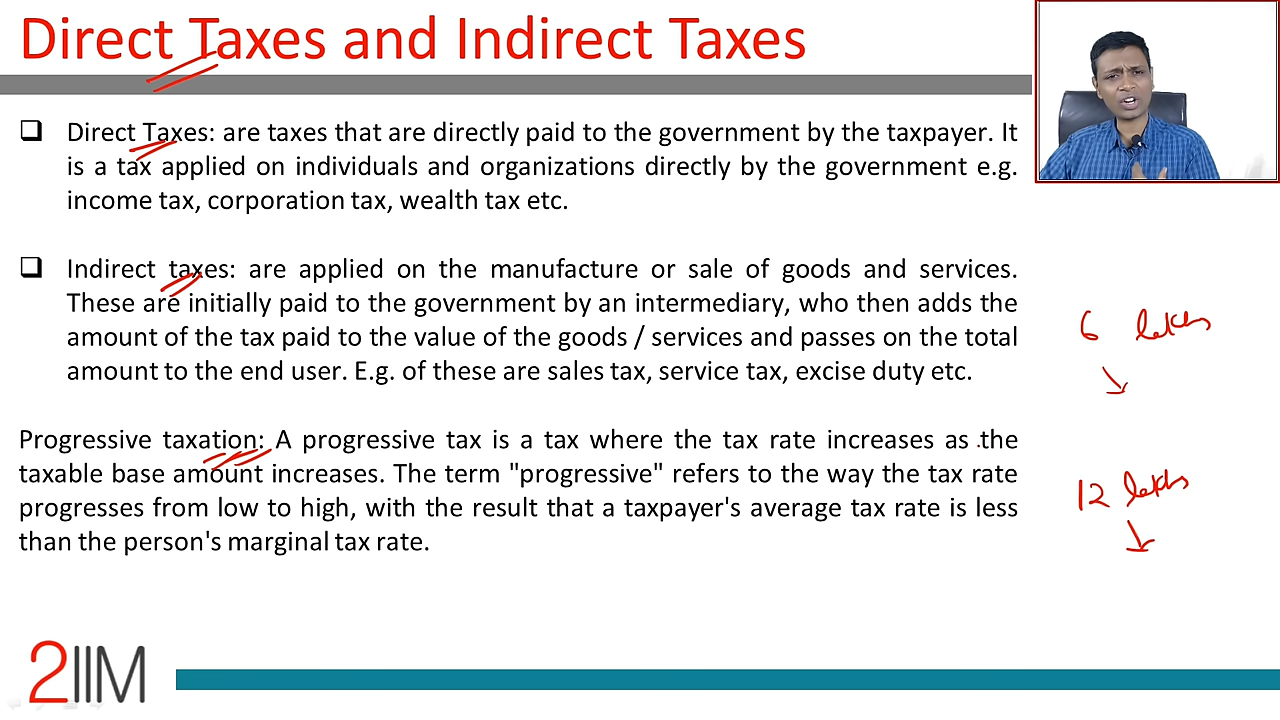 Direct Taxes and Indirect Taxes
Direct Taxes: are taxes that are directly paid to the government by the taxpayer. It
is a tax applied on individuals and organizations directly by the government e.g.
income tax, corporation tax, wealth tax etc.
Indirect taxes: are applied on the manufacture or sale of goods and services.
These are initially paid to the government by an intermediary, who then adds the
amount of the tax paid to the value of the goods / services and passes on the total
amount to the end user. E.g. of these are sales tax, service tax, excise duty etc.
Progressive taxation: A progressive tax is a tax where the tax rate increases as the
taxable base amount increases. The term "progressive" refers to the way the tax rate
progresses from low to high, with the result that a taxpayer's average tax rate is less
than the person's marginal tax rate.
6 lakhs
12 lakhs
2IIM